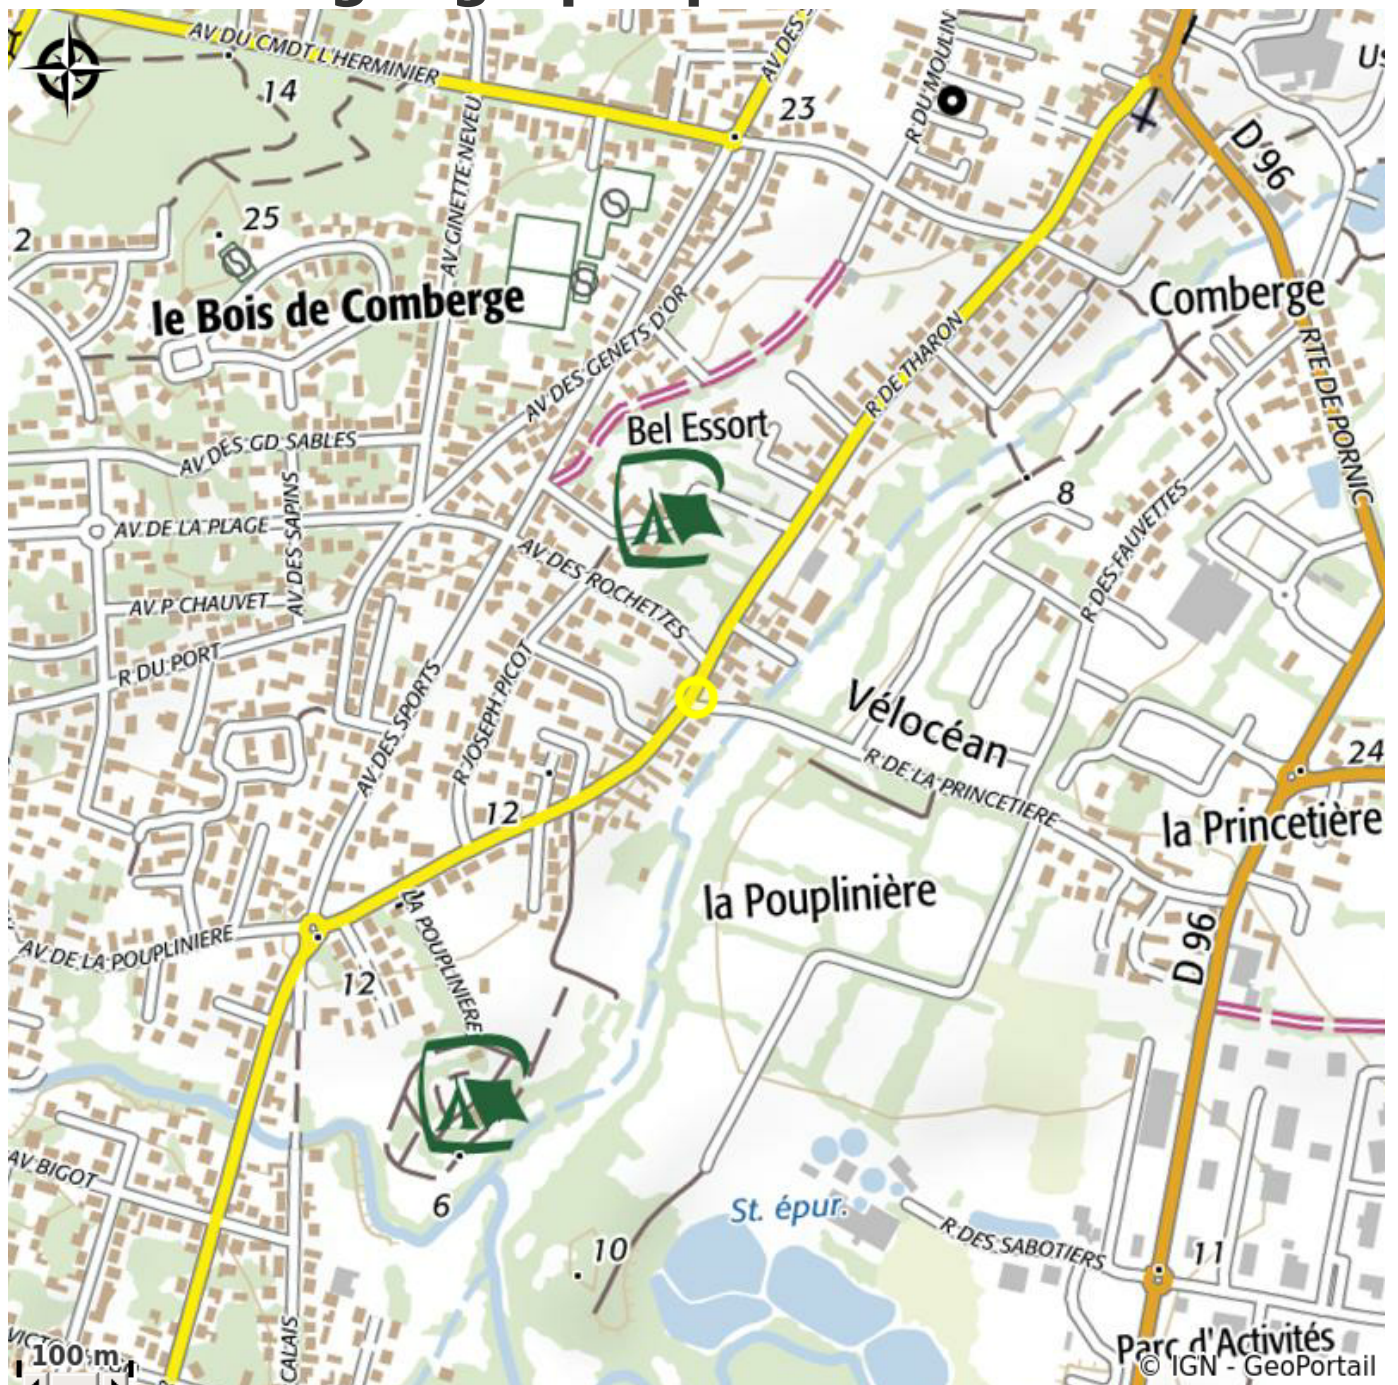 AV DU CMDT L'HERMINIER
AV DES
R DU MOULIN
14
23
D 96
AV GINETTE NEVEU
25
2
le Bois de Comberge
Comberge
AV DES GENETS D'OR
R DE THARON
RTE DE PORNIC
Bel Essort
AV DES GD SABLES
8
AV DE LA PLAGE
AV DES SAPINS
R DES FAUVETTES
AV DES ROCHETTES
AV P CHAUVET
R DU PORT
R JOSEPH PICOT
AV DES SPORTS
Vélocéan
R DE LA PRINCETIERE
24
12
la Princetière
la Pouplinière
LA POUPLINIERE
AV DE LA POUPLINIERE
D 96
12
AV BIGOT
6
St. épur.
R DES SABOTIERS
10
11
CALAIS
Parc d'Activités
100 m
© IGN - GeoPortail